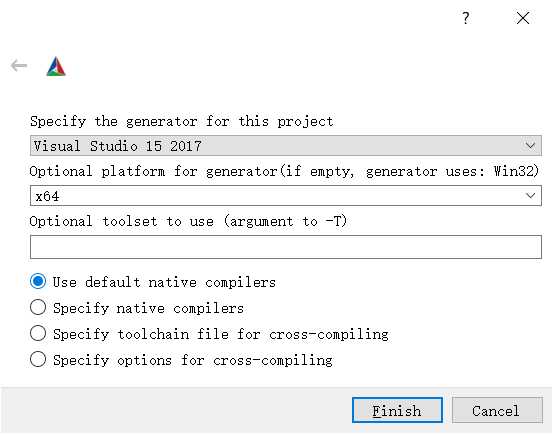 ?
Specify the generator for this project
Visual Studio 15 2017
Optional platform for generator(if empty, generator uses: Win32)
x64
Optional toolset to use (argument to -T)
Use default native compilers
Specify native compilers
Specify toolchain file for cross-compiling
Specify options for cross-compiling
Finish Cancel